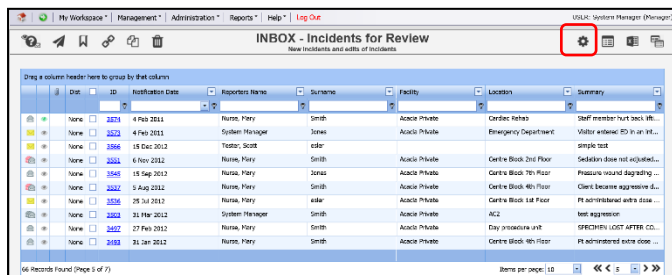 My Workspace Management Administration Reports Help Log Out USLR: System Manager (Manager)
INBOX - Incidents for Review
New Incidents and edits of Incidents
Drag a column header here to group by that column
Dist ID Notification Date Reporters Name Surname Facility Location Summary
None 3574 4 Feb 2011 Nurse, Mary Smith Acacia Private Cardiac Rehab Staff member hurt back lifti...
None 3573 4 Feb 2011 System Manager Jones Acacia Private Emergency Department Visitor entered ED in an int...
None 3566 15 Dec 2012 Tester, Scott esler simple test
None 3551 6 Nov 2012 Nurse, Mary Smith Acacia Private Centre Block 2nd Floor Sedation dose not adjusted...
None 3545 15 Sep 2012 Nurse, Mary Jones Acacia Private Centre Block 7th Floor Pressure wound degrading ...
None 3537 5 Aug 2012 Nurse, Mary Smith Acacia Private Centre Block 4th Floor Client became aggressive d...
None 3536 25 Jul 2012 Nurse, Mary esler Acacia Private Centre Block 1st Floor Pt administered extra dose ...
None 3503 31 Mar 2012 System Manager Smith Acacia Private AC2 test aggression
None 3497 27 Feb 2012 Nurse, Mary Smith Acacia Private Day procedure unit SPECIMEN LOST AFTER CO...
None 3493 31 Jan 2012 Nurse, Mary Smith Acacia Private Centre Block 4th Floor Pt adminstered extra dose ...
66 Records Found (Page 5 of 7) Items per page: 10 5